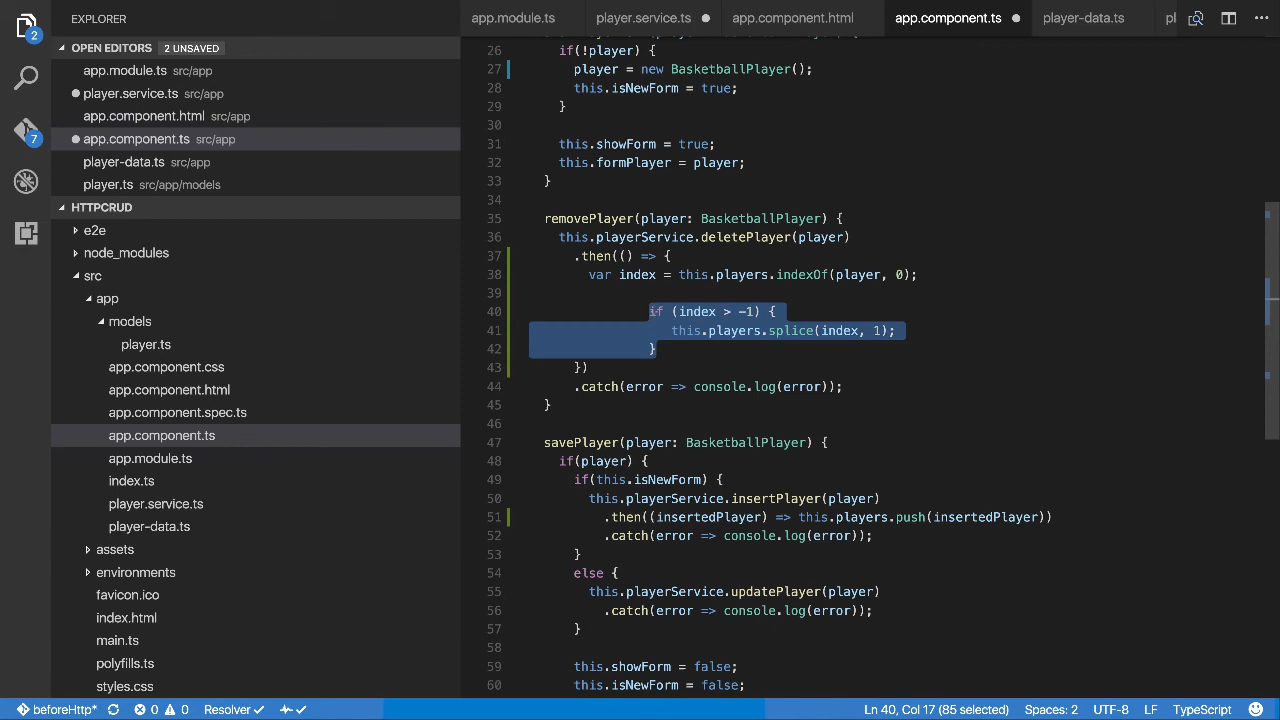 EXPLORER
OPEN EDITORS 2 UNSAVED
app.module.ts src/app
player.service.ts src/app
app.component.html src/app
app.component.ts src/app
player-data.ts src/app
player.ts src/app/models
HTTPCRUD
e2e
node_modules
src
app
models
player.ts
app.component.css
app.component.html
app.component.spec.ts
app.component.ts
app.module.ts
index.ts
player.service.ts
player-data.ts
assets
environments
favicon.ico
index.html
main.ts
polyfills.ts
styles.css
2
7
app.module.ts player.service.ts app.component.html app.component.ts player-data.ts pl
26 if(!player) {
27 player = new BasketballPlayer();
28 this.isNewForm = true;
29 }
30
31 this.showForm = true;
32 this.formPlayer = player;
33 }
34
35 removePlayer(player: BasketballPlayer) {
36 this.playerService.deletePlayer(player)
37 .then(() => {
38 var index = this.players.indexOf(player, 0);
39
40 if (index > -1) {
41 this.players.splice(index, 1);
42 }
43 })
44 .catch(error => console.log(error));
45 }
46
47 savePlayer(player: BasketballPlayer) {
48 if(player) {
49 if(this.isNewForm) {
50 this.playerService.insertPlayer(player)
51 .then((insertedPlayer) => this.players.push(insertedPlayer))
52 .catch(error => console.log(error));
53 }
54 else {
55 this.playerService.updatePlayer(player)
56 .catch(error => console.log(error));
57 }
58
59 this.showForm = false;
60 this.isNewForm = false;
beforeHttp* 0 0 Resolver Ln 40, Col 17 (85 selected) Spaces: 2 UTF-8 LF TypeScript